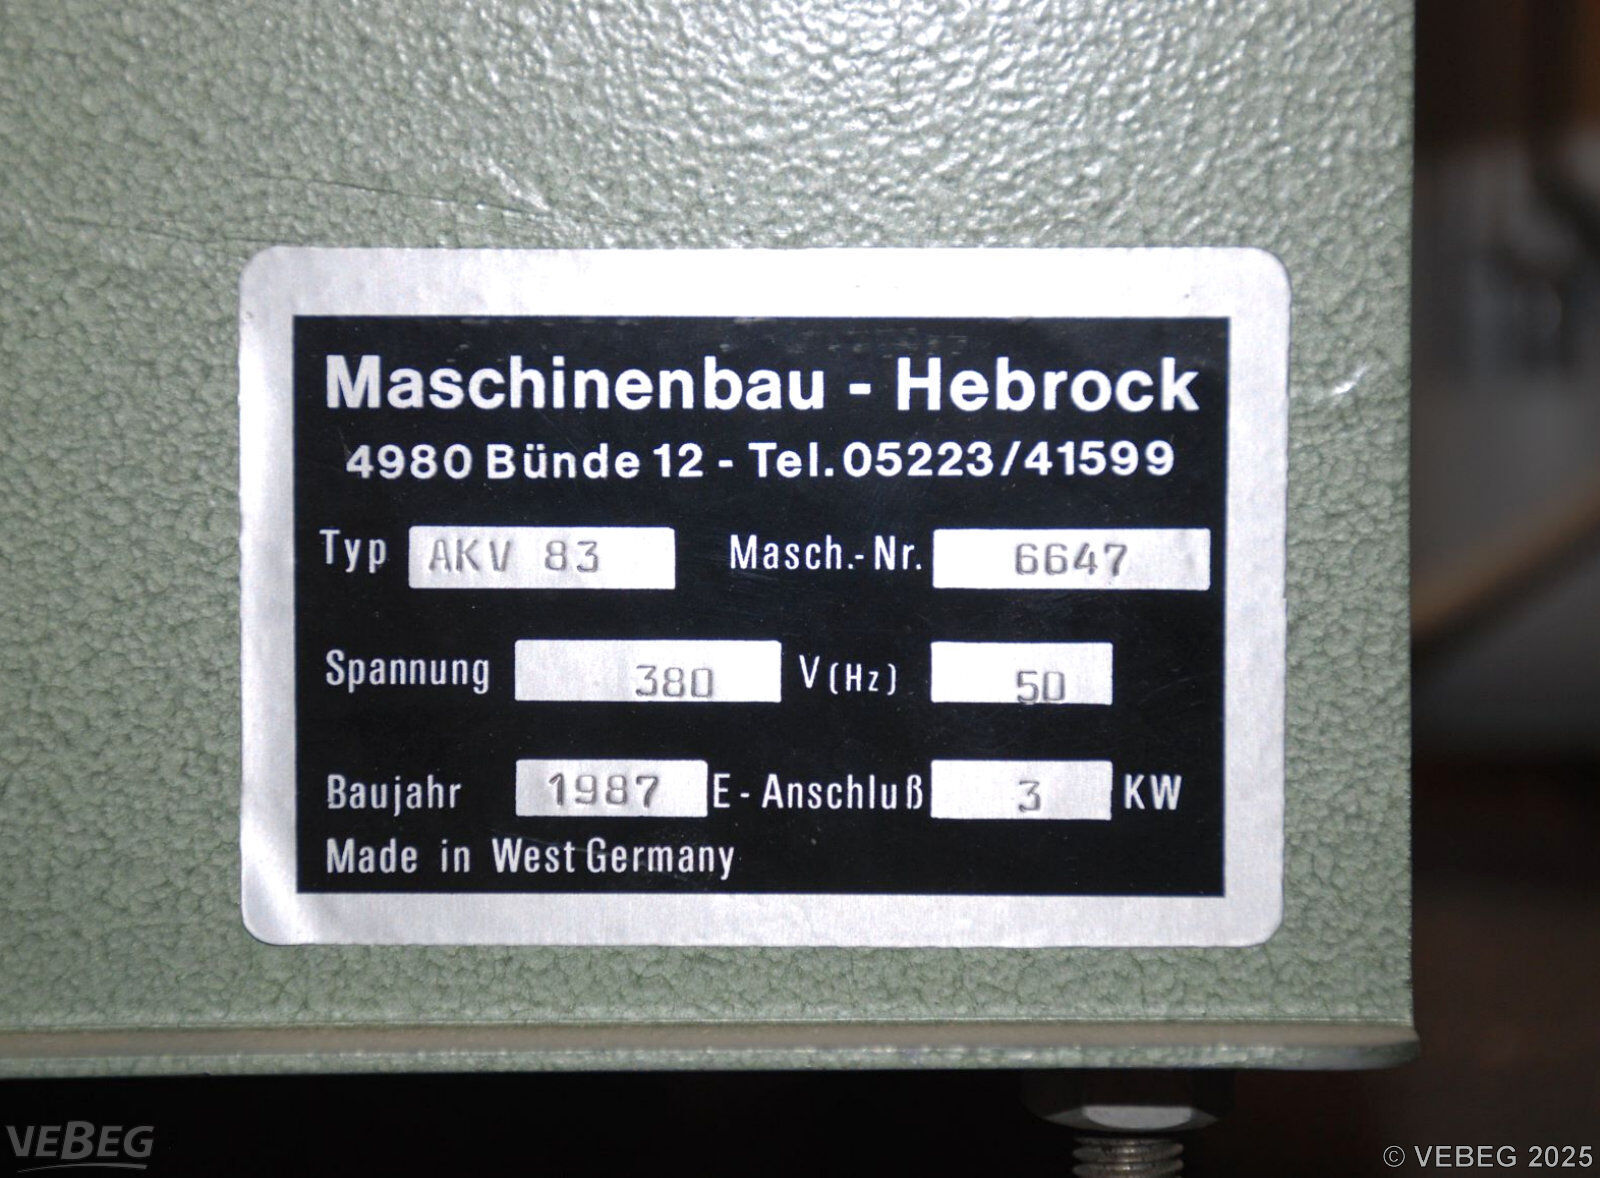 Maschinenbau - Hebrock
4980 Bünde 12 - Tel. 05223/41599
Typ AKV 83 Masch.-Nr. 6647
Spannung 380 V (Hz) 50
Baujahr 1987 E-Anschluß 3 KW
Made in West Germany
VEBEG
© VEBEG 2025